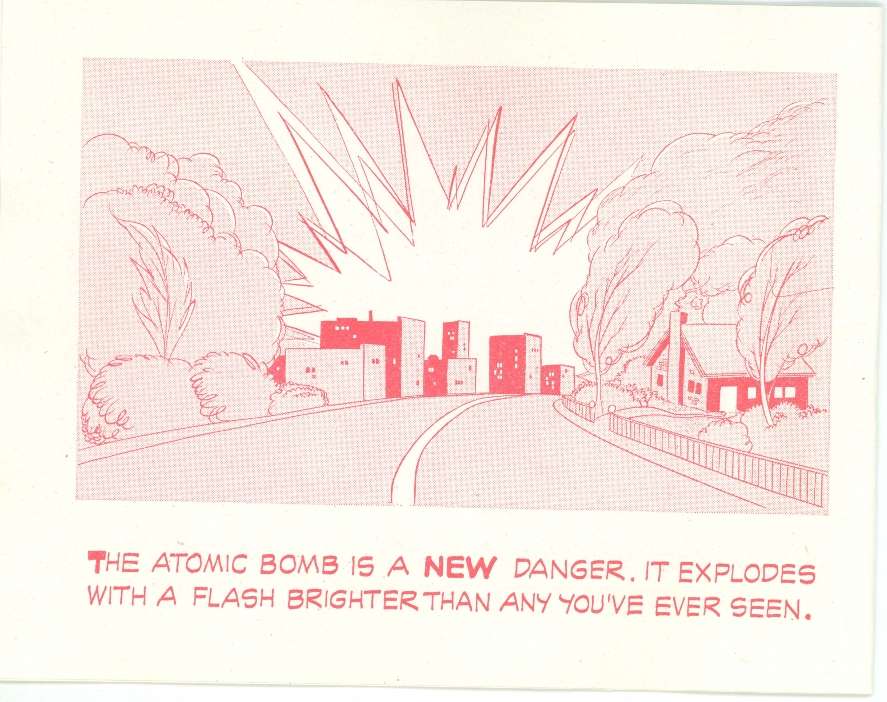 THE ATOMIC BOMB IS A NEW DANGER. IT EXPLODES
WITH A FLASH BRIGHTER THAN ANY YOU'VE EVER SEEN.